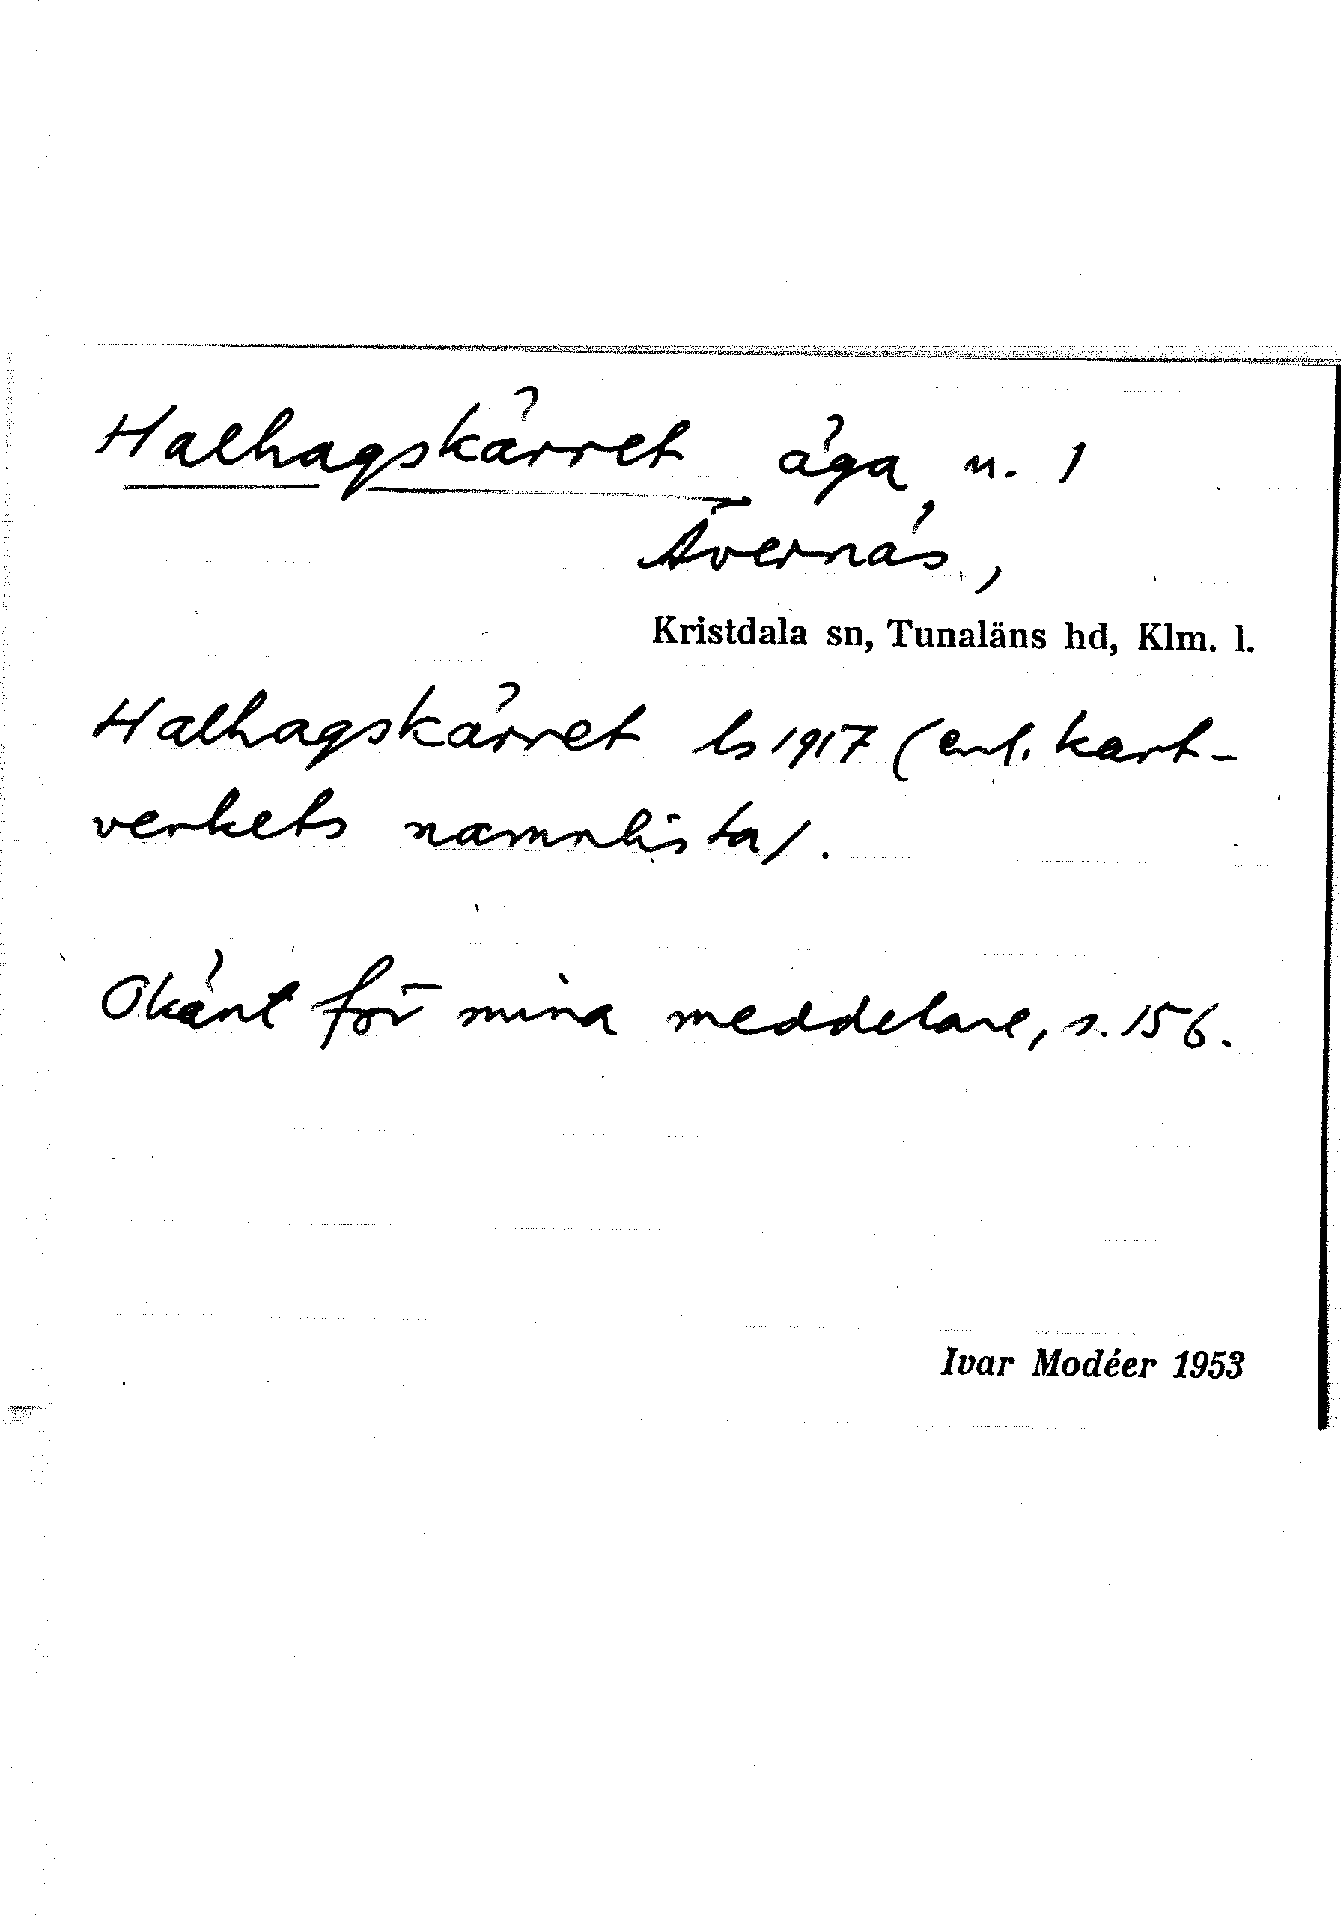 Halhagskärret äga n. 1
Avernäs,
Kristdala sn, Tunaläns hd, Klm. l.
Halhagskärret ls 1917 (enl. kart-
verkets namnlista).
Okänt för mina meddelare, s. 156.
Ivar Modéer 1953